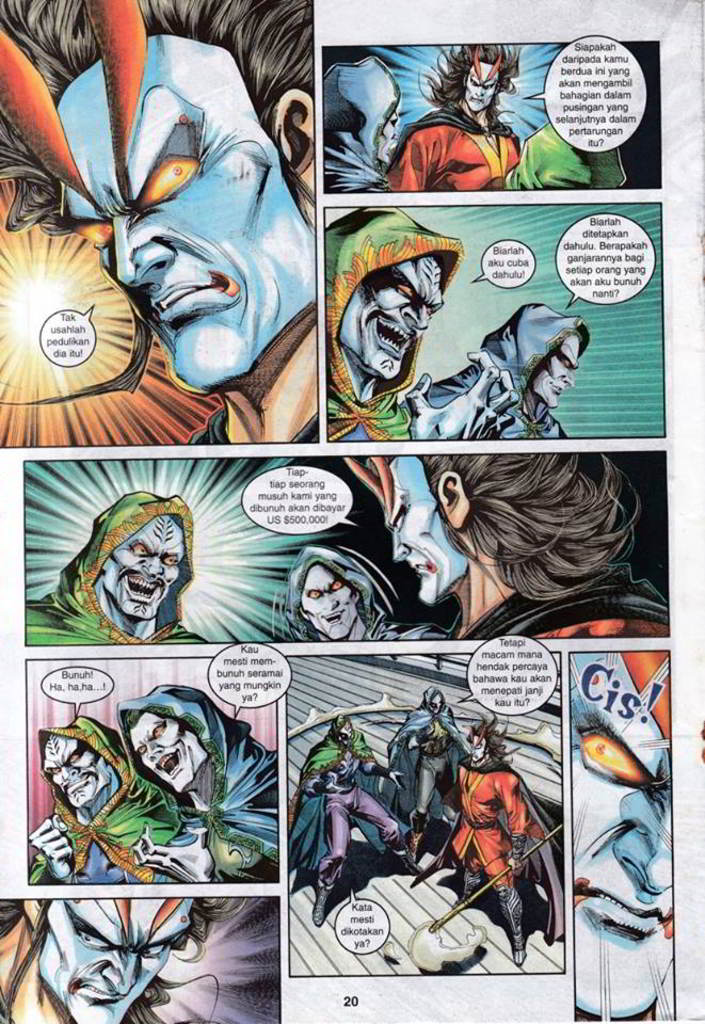 Tak
usahlah
pedulikan
dia itu!
Siapakah
daripada kamu
berdua ini yang
akan mengambil
bahagian dalam
pusingan yang
selanjutnya dalam
pertarungan
itu?
Biarlah
aku cuba
dahulu!
Biarlah
ditetapkan
dahulu. Berapakah
ganjarannya bagi
setiap orang yang
aku bunuh
nanti?
Tiap-
tiap seorang
musuh kami yang
dibunuh akan dibayar
US $500,000!
Bunuh!
Ha, ha,ha...!
Kau
mesti mem-
bunuh seramai
yang mungkin
ya?
Tetapi
macam mana
hendak percaya
bahawa kau akan
menepati janji
kau itu?
Kata
mesti
dikotakan
ya?
Cis!
20